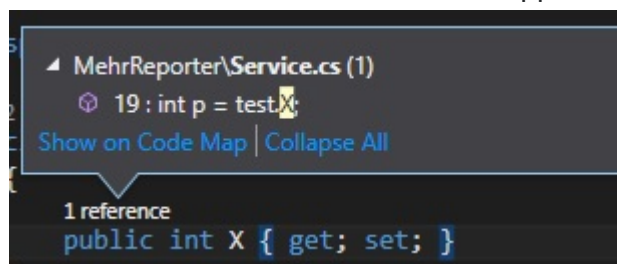 MehrReporter\Service.cs (1)
19 : int p = test.X;
Show on Code Map | Collapse All
{
1 reference
public int X { get; set; }